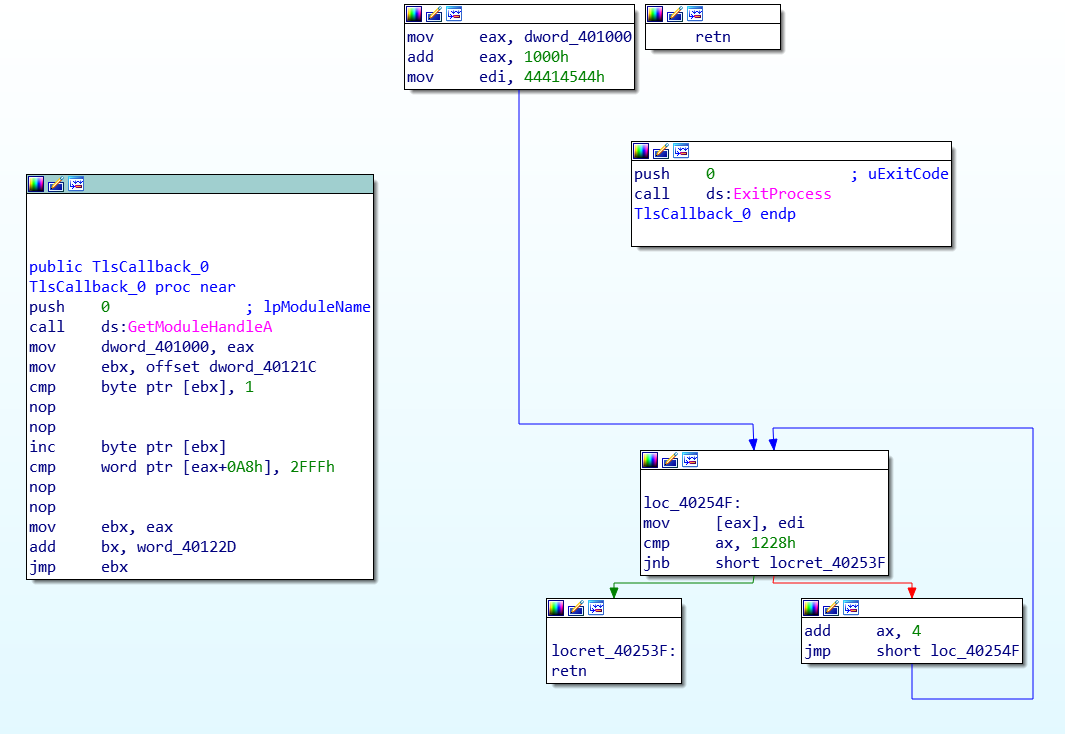 mov eax, dword_401000
add eax, 1000h
mov edi, 44414544h
retn
push 0 ; uExitCode
call ds:ExitProcess
TlsCallback_0 endp
public TlsCallback_0
TlsCallback_0 proc near
push 0 ; lpModuleName
call ds:GetModuleHandleA
mov dword_401000, eax
mov ebx, offset dword_40121C
cmp byte ptr [ebx], 1
nop
nop
inc byte ptr [ebx]
cmp word ptr [eax+0A8h], 2FFFh
nop
nop
mov ebx, eax
add bx, word_40122D
jmp ebx
loc_40254F:
mov [eax], edi
cmp ax, 1228h
jnb short locret_40253F
locret_40253F:
retn
add ax, 4
jmp short loc_40254F